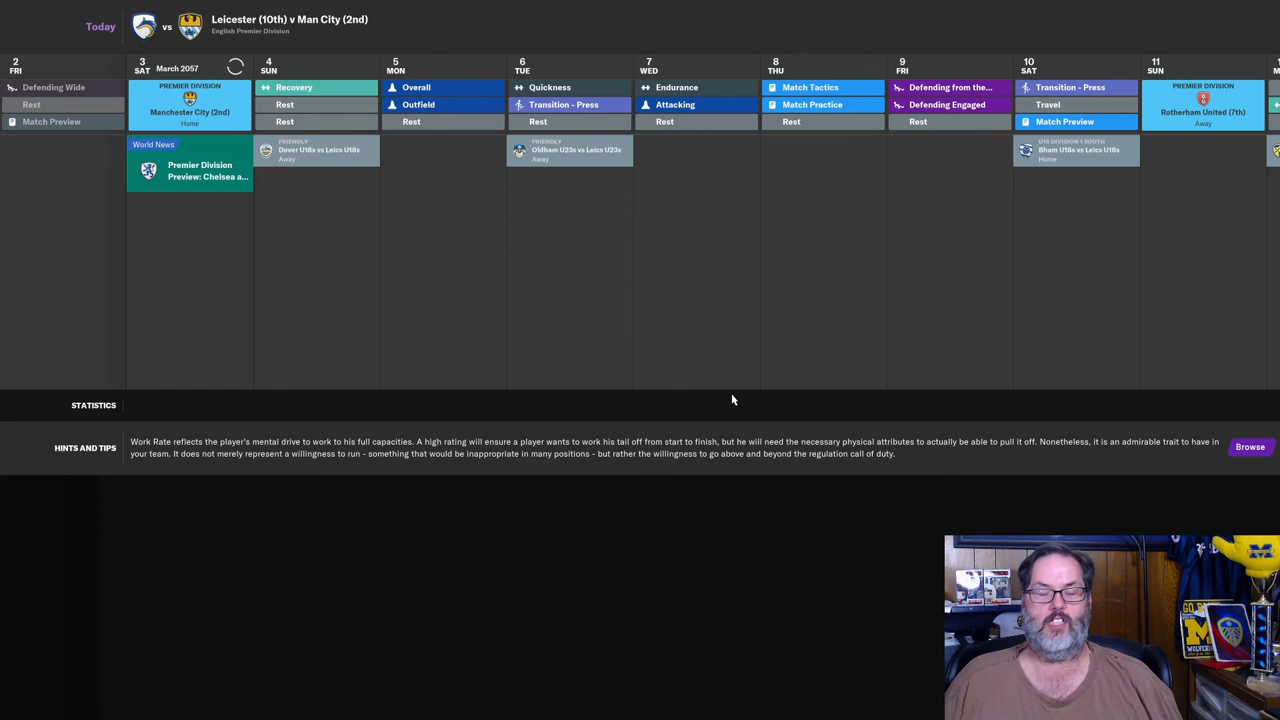 Today
vs
Leicester (10th) v Man City (2nd)
English Premier Division
2
FRI
3
SAT
March 2057
4
SUN
5
MON
6
TUE
7
WED
8
THU
9
FRI
10
SAT
11
SUN
Defending Wide
Rest
Match Preview
PREMIER DIVISION
Manchester City (2nd)
Home
Recovery
Rest
Rest
Overall
Outfield
Rest
Quickness
Transition - Press
Rest
Endurance
Attacking
Rest
Match Tactics
Match Practice
Rest
Defending from the...
Defending Engaged
Rest
Transition - Press
Travel
Match Preview
PREMIER DIVISION
Rotherham United (7th)
Away
World News
Premier Division
Preview: Chelsea a...
FRIENDLY
Dover U18s vs Leics U18s
Away
FRIENDLY
Oldham U23s vs Leics U23s
Away
U18 DIVISION 1 SOUTH
Bham U18s vs Leics U18s
Home
STATISTICS
HINTS AND TIPS
Work Rate reflects the player's mental drive to work to his full capacities. A high rating will ensure a player wants to work his tail off from start to finish, but he will need the necessary physical attributes to actually be able to pull it off. Nonetheless, it is an admirable trait to have in
your team. It does not merely represent a willingness to run - something that would be inappropriate in many positions - but rather the willingness to go above and beyond the regulation call of duty.
Browse